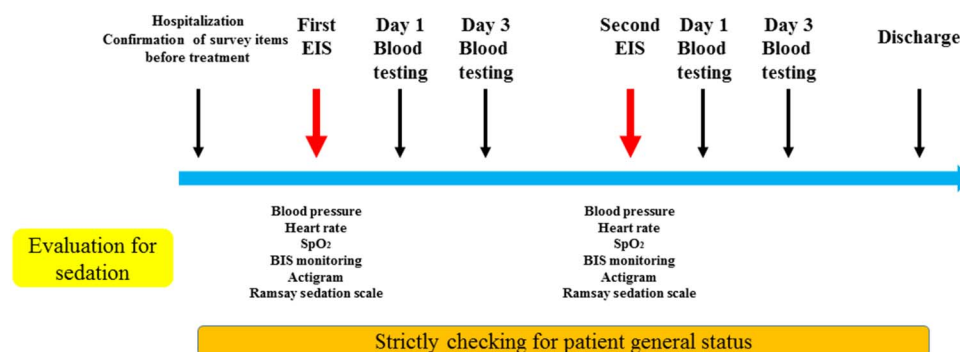 Hospitalization
Confirmation of survey items
before treatment
First
EIS
Day 1
Blood
testing
Day 3
Blood
testing
Second
EIS
Day 1
Blood
testing
Day 3
Blood
testing
Discharge
Blood pressure
Heart rate
SpO₂
BIS monitoring
Actigram
Ramsay sedation scale
Blood pressure
Heart rate
SpO₂
BIS monitoring
Actigram
Ramsay sedation scale
Evaluation for
sedation
Strictly checking for patient general status